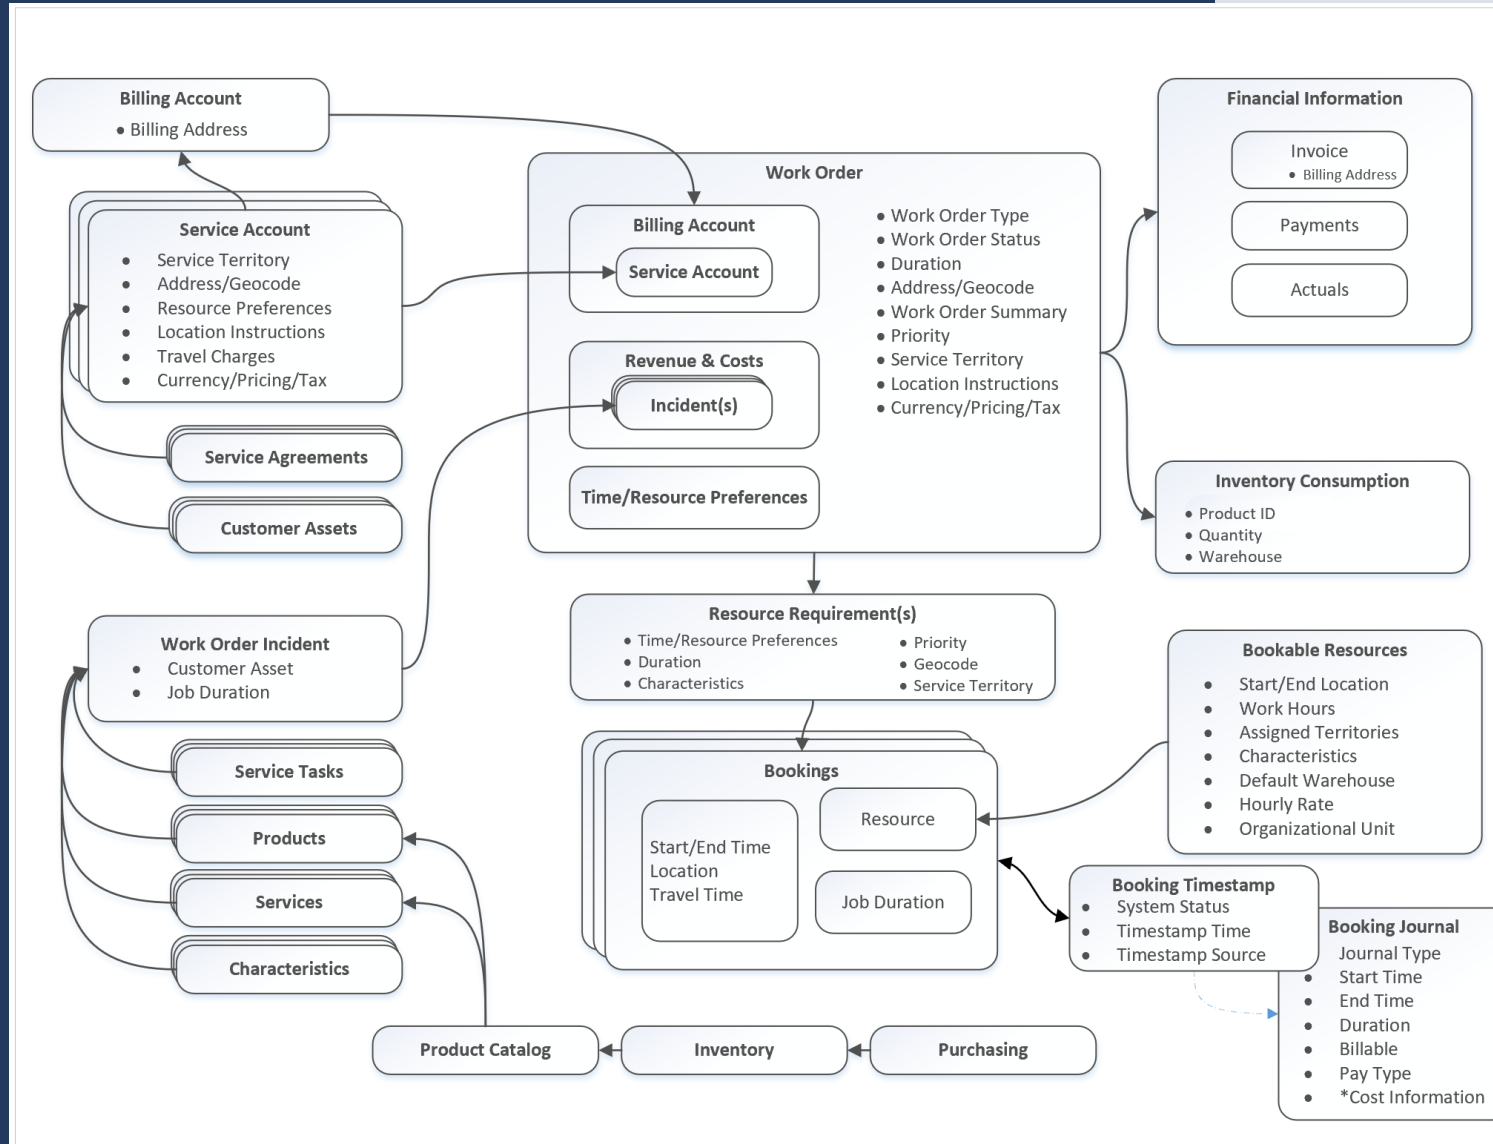 Billing Account
• Billing Address
Service Account
• Service Territory
• Address/Geocode
• Resource Preferences
• Location Instructions
• Travel Charges
• Currency/Pricing/Tax
Service Agreements
Customer Assets
Work Order Incident
• Customer Asset
• Job Duration
Service Tasks
Products
Services
Characteristics
Work Order
Billing Account
Service Account
Revenue & Costs
Incident(s)
Time/Resource Preferences
• Work Order Type
• Work Order Status
• Duration
• Address/Geocode
• Work Order Summary
• Priority
• Service Territory
• Location Instructions
• Currency/Pricing/Tax
Resource Requirement(s)
• Time/Resource Preferences
• Duration
• Characteristics
• Priority
• Geocode
• Service Territory
Bookings
Start/End Time
Location
Travel Time
Resource
Job Duration
Product Catalog
Inventory
Purchasing
Financial Information
Invoice
• Billing Address
Payments
Actuals
Inventory Consumption
• Product ID
• Quantity
• Warehouse
Bookable Resources
• Start/End Location
• Work Hours
• Assigned Territories
• Characteristics
• Default Warehouse
• Hourly Rate
• Organizational Unit
Booking Timestamp
• System Status
• Timestamp Time
• Timestamp Source
Booking Journal
Journal Type
• Start Time
• End Time
• Duration
• Billable
• Pay Type
• *Cost Information